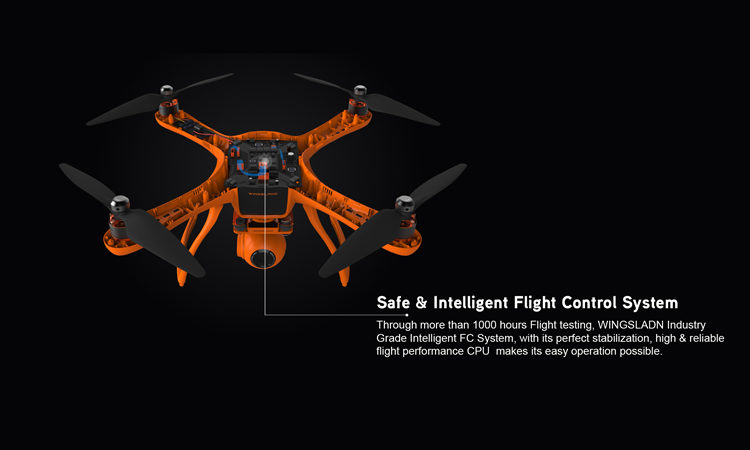 WINGSLADN
Safe & Intelligent Flight Control System
Through more than 1000 hours Flight testing, WINGSLADN Industry
Grade Intelligent FC System, with its perfect stabilization, high & reliable
flight performance CPU  makes its easy operation possible.